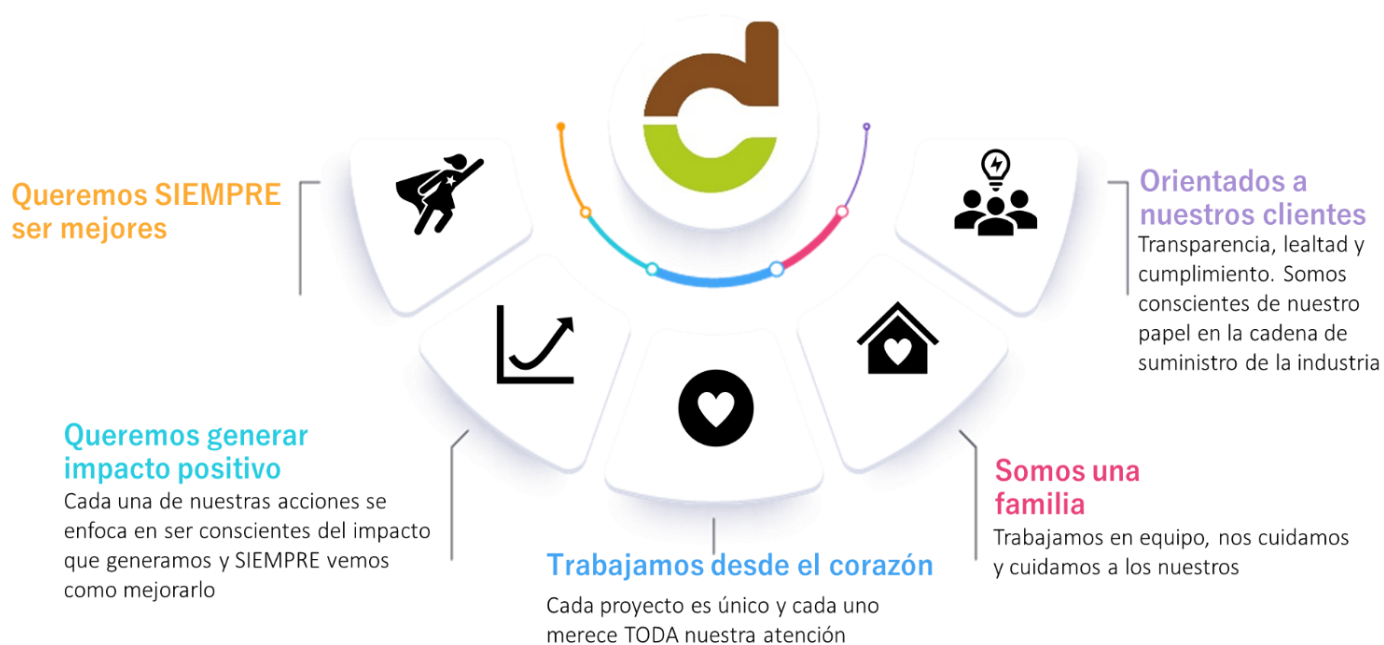 Queremos SIEMPRE
ser mejores
Queremos generar
impacto positivo
Cada una de nuestras acciones se
enfoca en ser conscientes del impacto
que generamos y SIEMPRE vemos
como mejorarlo
Trabajamos desde el corazón
Cada proyecto es único y cada uno
merece TODA nuestra atención
Somos una
familia
Trabajamos en equipo, nos cuidamos
y cuidamos a los nuestros
Orientados a
nuestros clientes
Transparencia, lealtad y
cumplimiento. Somos
conscientes de nuestro
papel en la cadena de
suministro de la industria